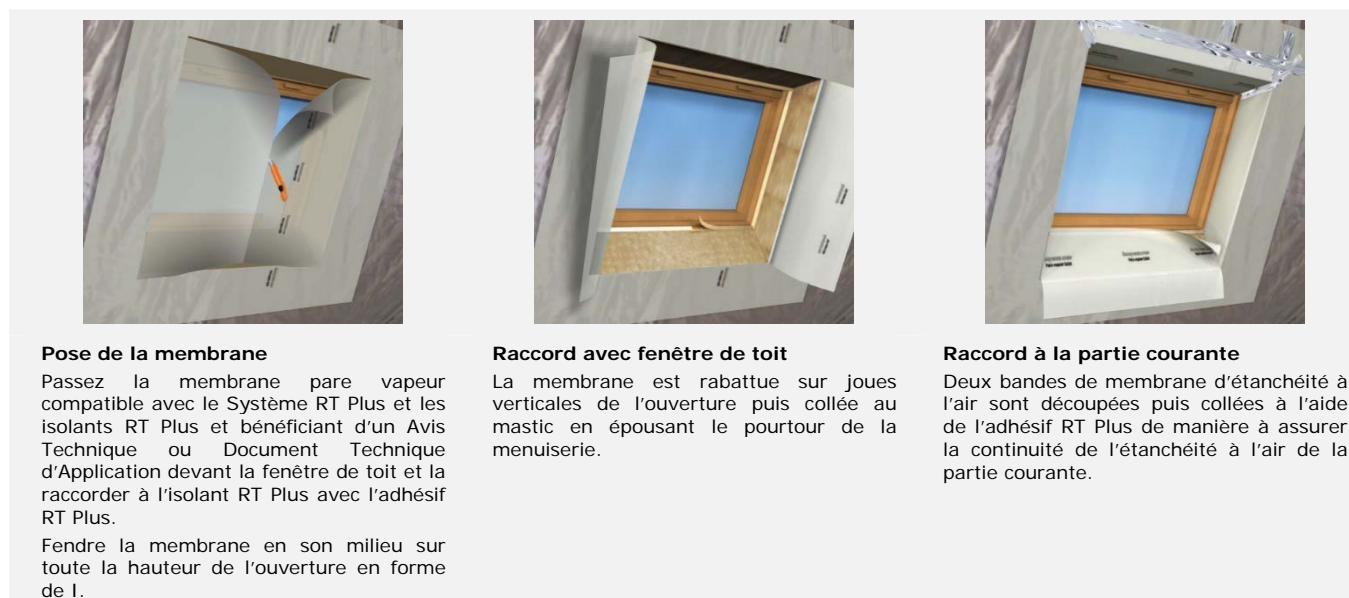 Pose de la membrane
Passez la membrane pare vapeur
compatible avec le Système RT Plus et les
isolants RT Plus et bénéficiant d'un Avis
Technique ou Document Technique
d'Application devant la fenêtre de toit et la
raccorder à l'isolant RT Plus avec l'adhésif
RT Plus.
Fendre la membrane en son milieu sur
toute la hauteur de l'ouverture en forme
de I.
Raccord avec fenêtre de toit
La membrane est rabattue sur joues
verticales de l'ouverture puis collée au
mastic en épousant le pourtour de la
menuiserie.
Raccord à la partie courante
Deux bandes de membrane d'étanchéité à
l'air sont découpées puis collées à l'aide
de l'adhésif RT Plus de manière à assurer
la continuité de l'étanchéité à l'air de la
partie courante.